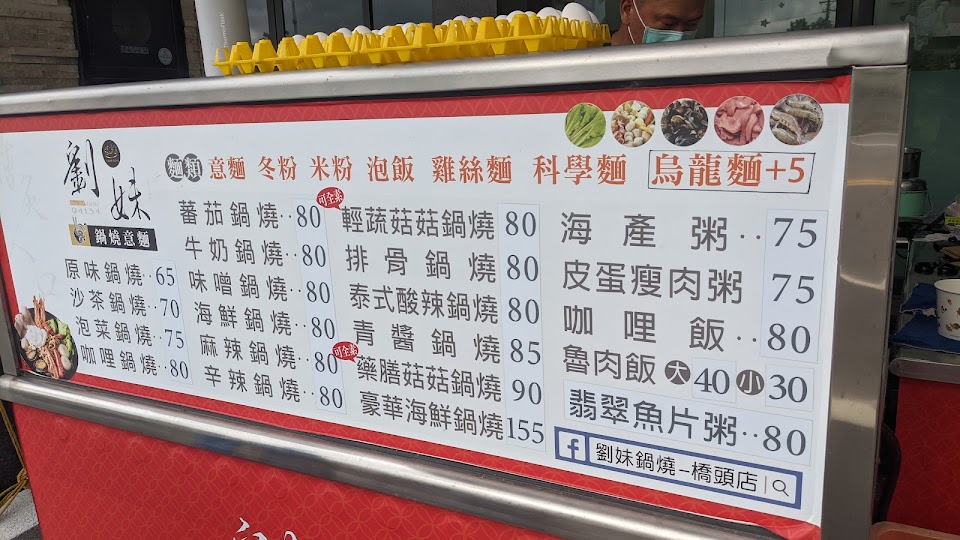 劉妹
鍋燒意麵
麵類 意麵 冬粉 米粉 泡飯 雞絲麵 科學麵 烏龍麵+5
原味鍋燒‥65
沙茶鍋燒‥70
泡菜鍋燒‥75
咖哩鍋燒‥80
蕃茄鍋燒‥80
牛奶鍋燒‥80
味噌鍋燒‥80
海鮮鍋燒‥80
麻辣鍋燒‥80
辛辣鍋燒‥80
可全素
輕蔬菇菇鍋燒 80
排骨鍋燒 80
泰式酸辣鍋燒 80
青醬鍋燒 85
可全素
藥膳菇菇鍋燒 90
豪華海鮮鍋燒 155
海產粥‥75
皮蛋瘦肉粥 75
咖哩飯‥80
魯肉飯 大 40 小 30
翡翠魚片粥‥80
f 劉妹鍋燒-橋頭店